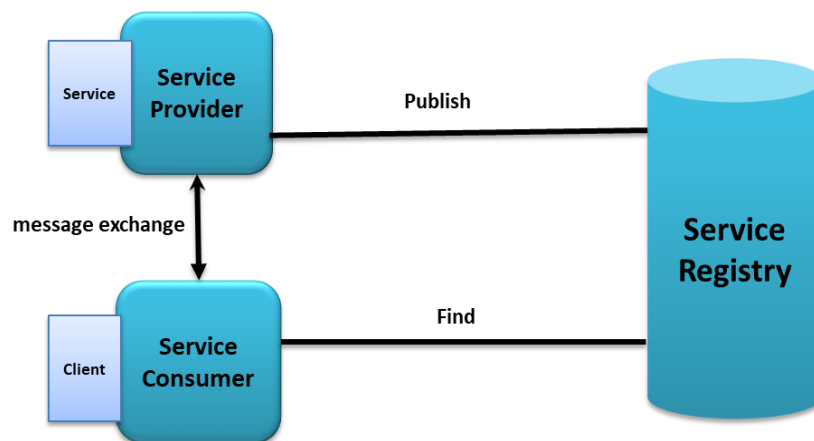 Service
Provider
Service
Publish
message exchange
Service
Registry
Find
Service
Consumer
Client